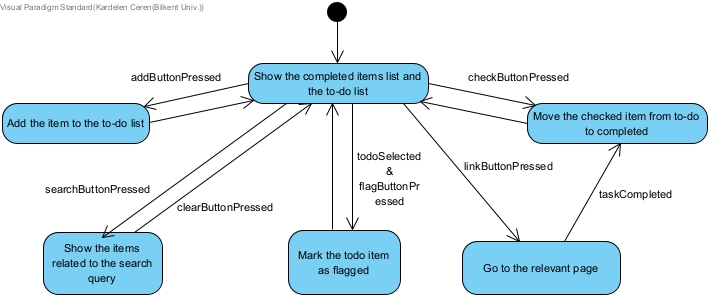 Visual Paradigm Standard(Kardelen Ceren(Bilkent Univ.))
Show the completed items list and
the to-do list
addButtonPressed
checkButtonPressed
Add the item to the to-do list
Move the checked item from to-do
to completed
todoSelected
&
flagButtonPr
essed
linkButtonPressed
searchButtonPressed
clearButtonPressed
taskCompleted
Show the items
related to the search
query
Mark the todo item
as flagged
Go to the relevant page